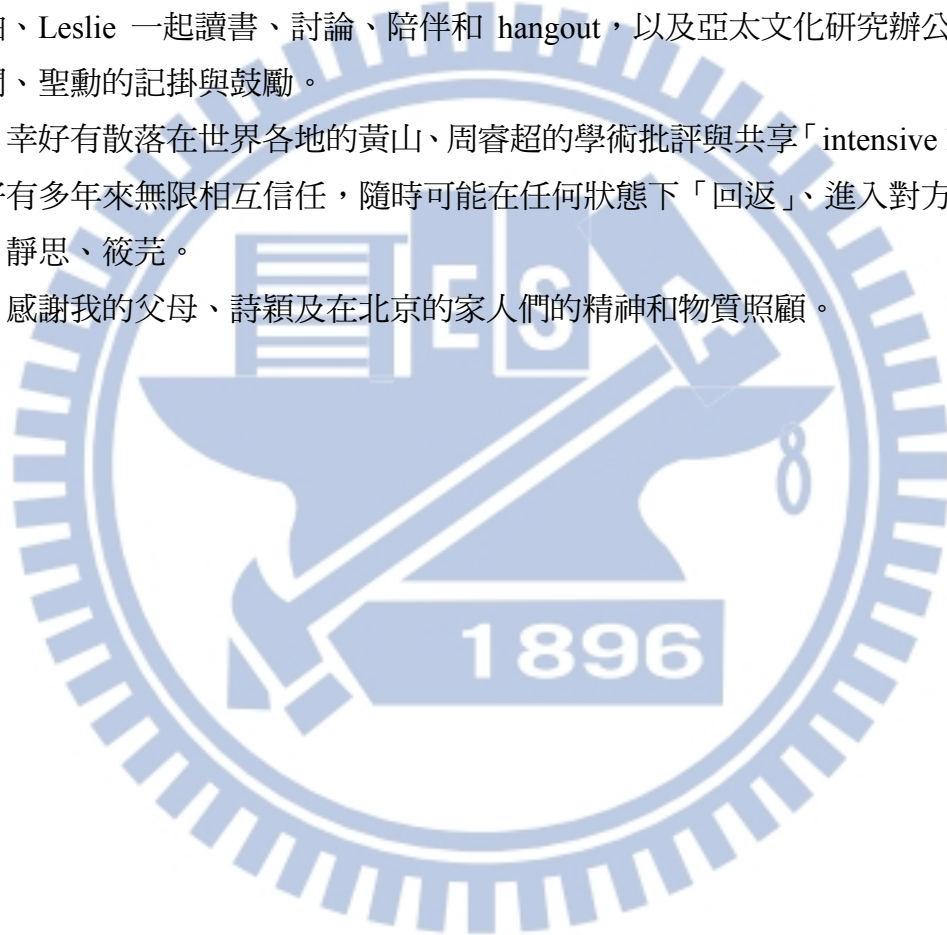 、Leslie 一起讀書、討論、陪伴和 hangout，以及亞太文化研究辦公
、聖勳的記掛與鼓勵。
幸好有散落在世界各地的黃山、周睿超的學術批評與共享「intensive
有多年來無限相互信任，隨時可能在任何狀態下「回返」、進入對方
靜思、筱芫。
感謝我的父母、詩穎及在北京的家人們的精神和物質照顧。
E S
1896